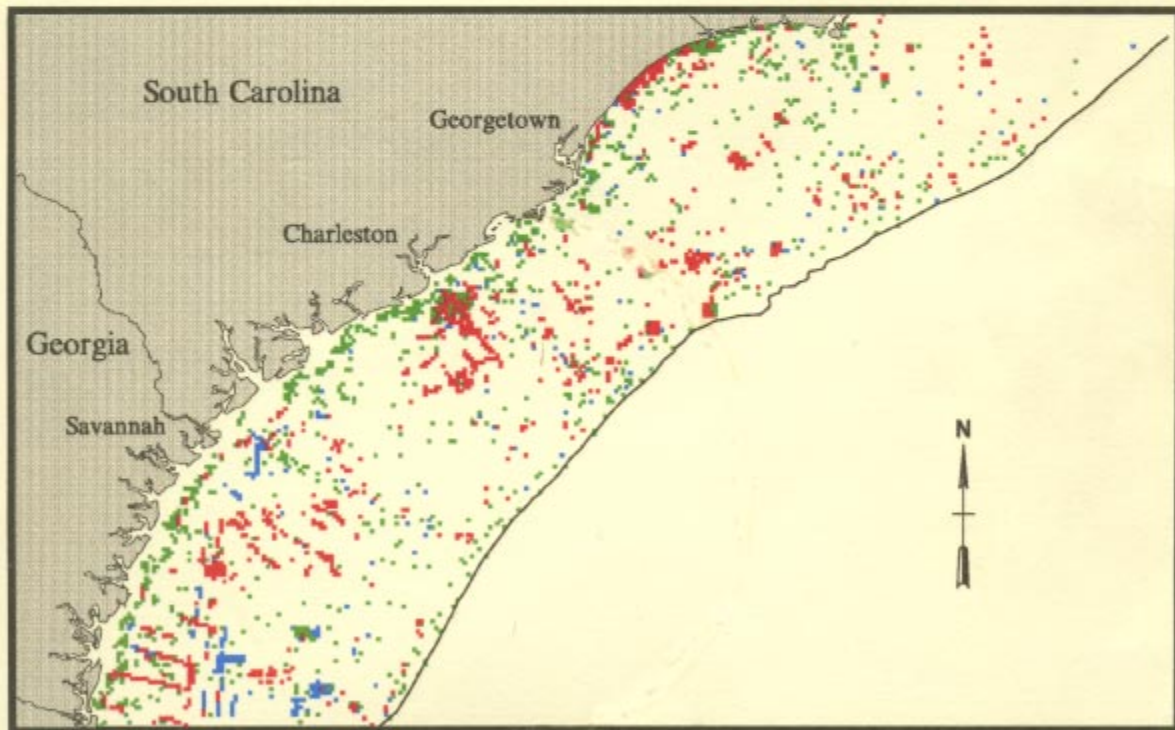 South Carolina
Georgetown
Charleston
Georgia
Savannah
N